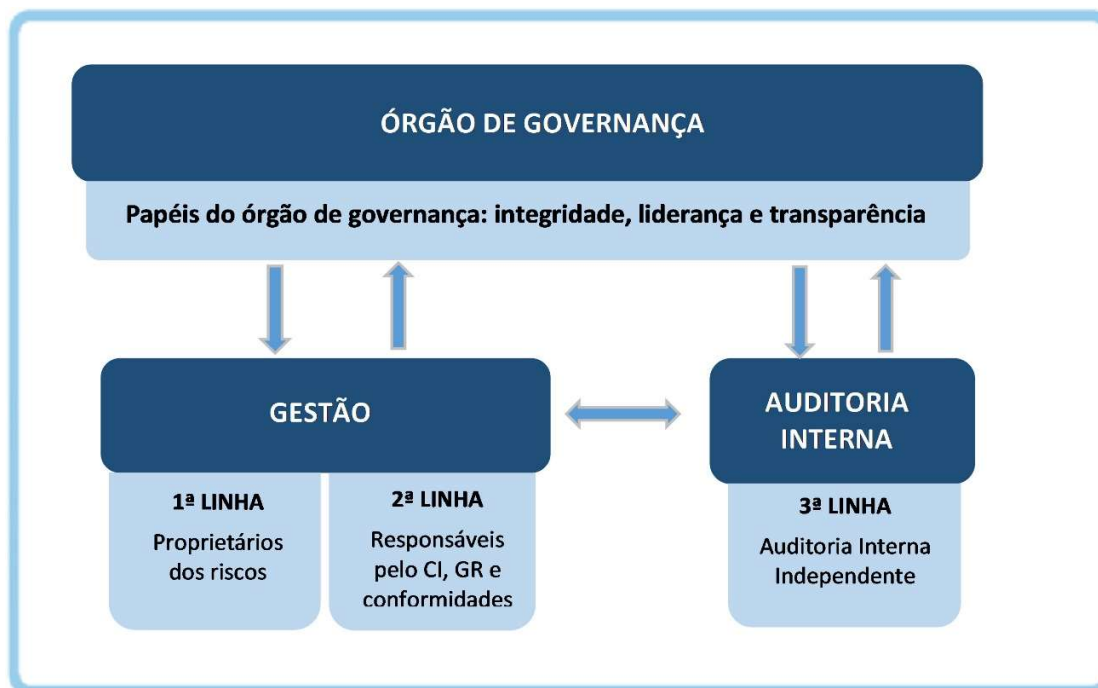 ÓRGÃO DE GOVERNANÇA
Papéis do órgão de governança: integridade, liderança e transparência
GESTÃO
1ª LINHA
Proprietários
dos riscos
2ª LINHA
Responsáveis
pelo CI, GR e
conformidades
AUDITORIA
INTERNA
3ª LINHA
Auditoria Interna
Independente